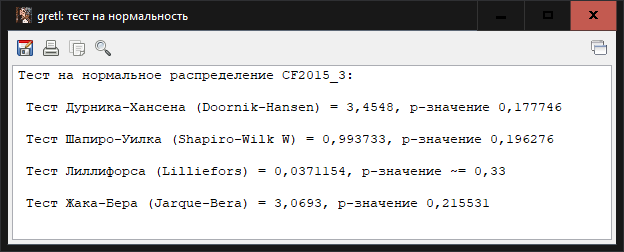 gretl: тест на нормальность
Тест на нормальное распределение CF2015_3:
Тест Дурника-Хансена (Doornik-Hansen) = 3,4548, p-значение 0,177746
Тест Шапиро-Уилка (Shapiro-Wilk W) = 0,993733, p-значение 0,196276
Тест Лиллифорса (Lilliefors) = 0,0371154, p-значение ~= 0,33
Тест Жака-Бера (Jarque-Bera) = 3,0693, p-значение 0,215531